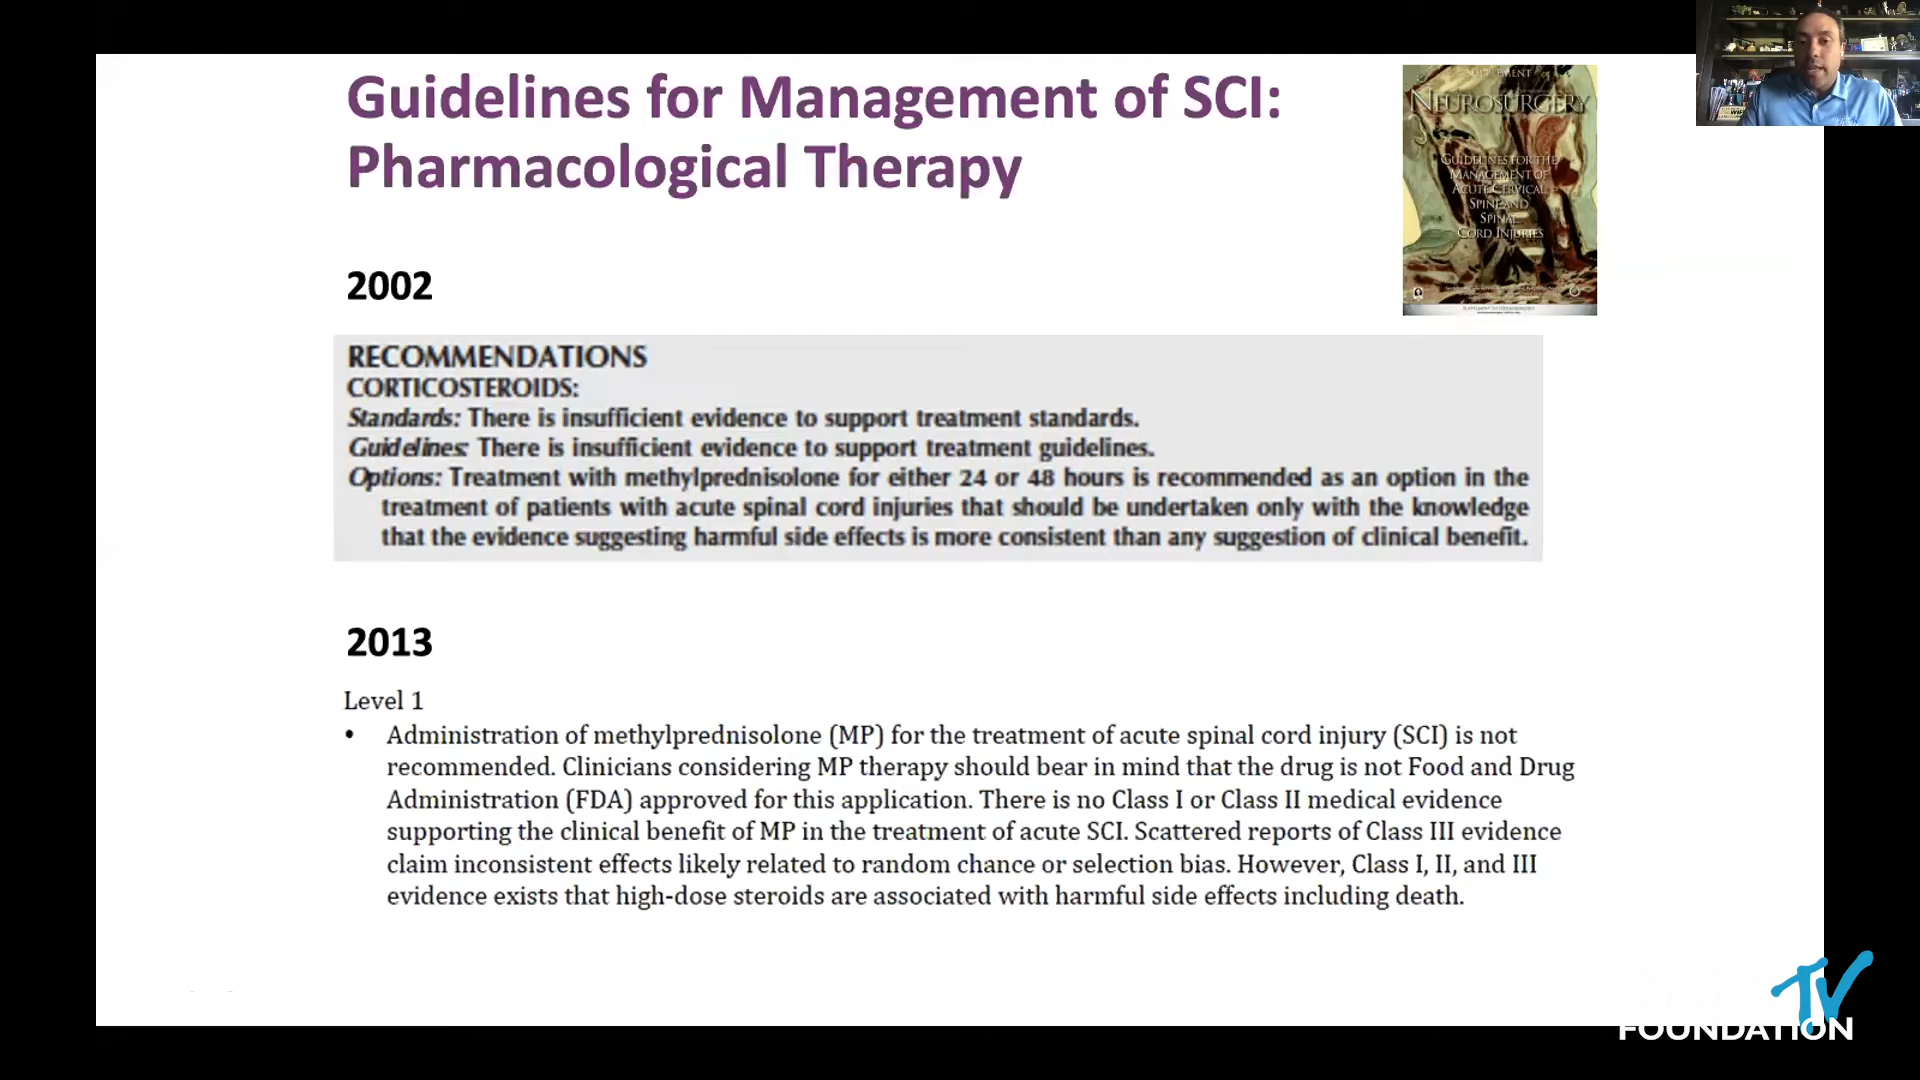 Guidelines for Management of SCI:
Pharmacological Therapy
SUPPLEMENT
NEUROSURGERY
GUIDELINES FOR THE
MANAGEMENT OF
ACUTE CERVICAL
SPINE AND
SPINAL
CORD INJURIES
2002
RECOMMENDATIONS
CORTICOSTEROIDS:
Standards: There is insufficient evidence to support treatment standards.
Guidelines: There is insufficient evidence to support treatment guidelines.
Options: Treatment with methylprednisolone for either 24 or 48 hours is recommended as an option in the
treatment of patients with acute spinal cord injuries that should be undertaken only with the knowledge
that the evidence suggesting harmful side effects is more consistent than any suggestion of clinical benefit.
2013
Level 1
• Administration of methylprednisolone (MP) for the treatment of acute spinal cord injury (SCI) is not
recommended. Clinicians considering MP therapy should bear in mind that the drug is not Food and Drug
Administration (FDA) approved for this application. There is no Class I or Class II medical evidence
supporting the clinical benefit of MP in the treatment of acute SCI. Scattered reports of Class III evidence
claim inconsistent effects likely related to random chance or selection bias. However, Class I, II, and III
evidence exists that high-dose steroids are associated with harmful side effects including death.
TV
FOUNDATION